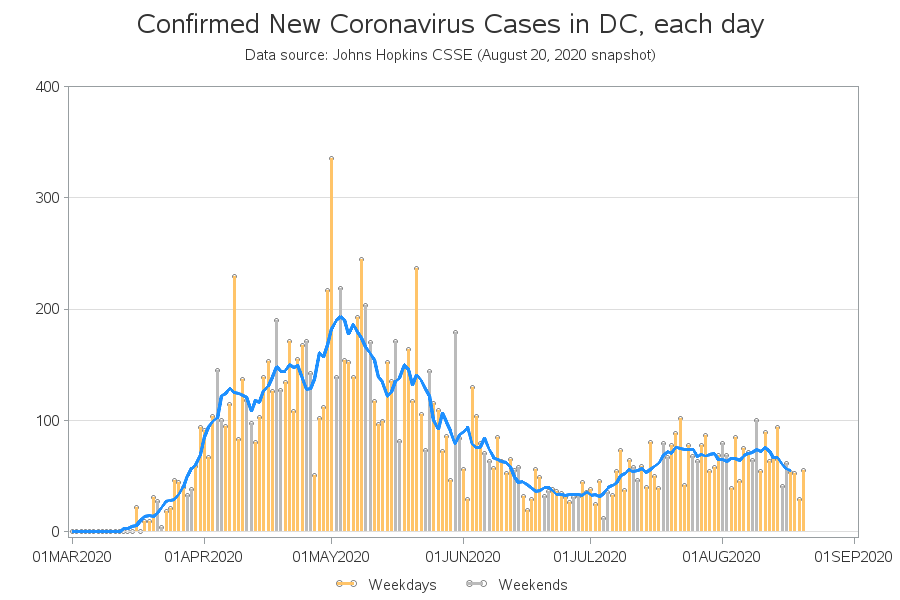 Confirmed New Coronavirus Cases in DC, each day
Data source: Johns Hopkins CSSE (August 20, 2020 snapshot)
400
300
200
100
0
01MAR2020 01APR2020 01MAY2020 01JUN2020 01JUL2020 01AUG2020 01SEP2020
Weekdays Weekends